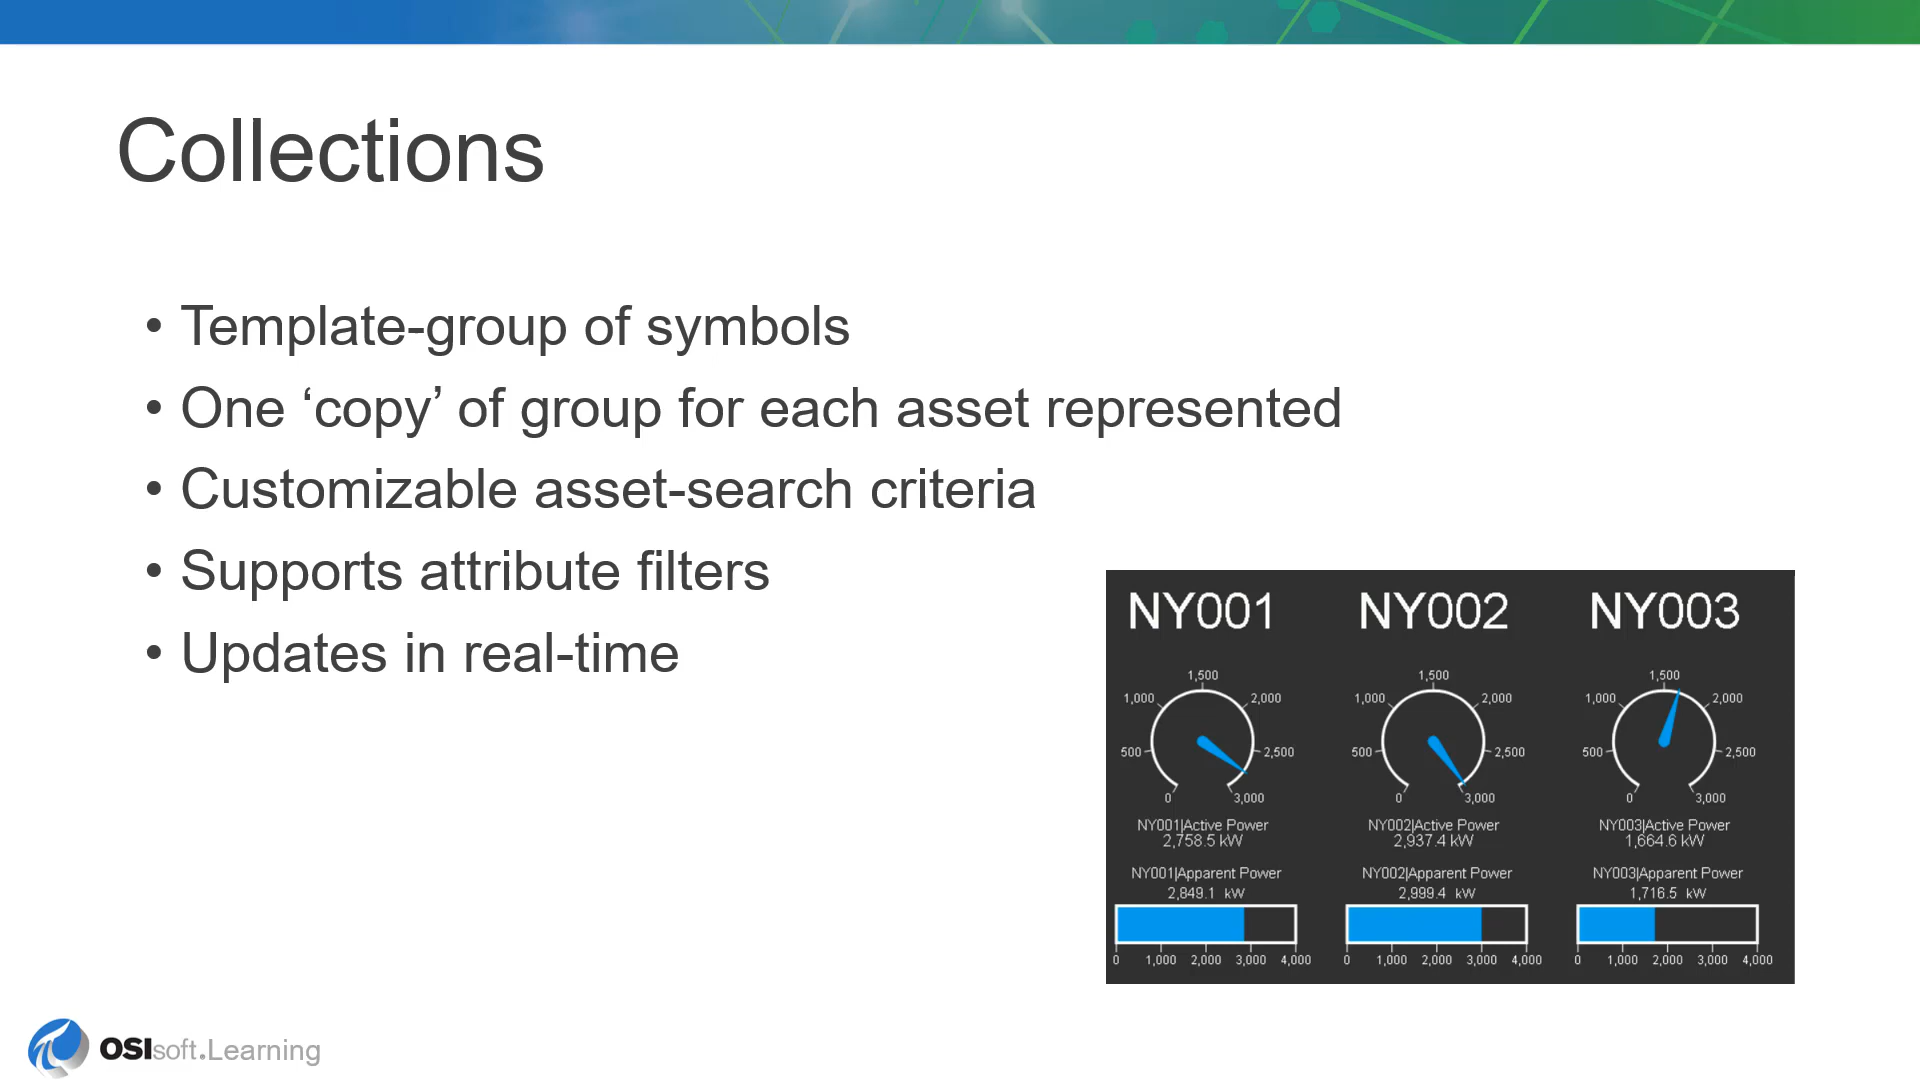 Collections
• Template-group of symbols
• One ‘copy’ of group for each asset represented
• Customizable asset-search criteria
• Supports attribute filters
• Updates in real-time
NY001 NY002 NY003
1,500 1,500 1,500
1,000 2,000 1,000 2,000 1,000 2,000
500 2,500 500 2,500 500 2,500
0 3,000 0 3,000 0 3,000
NY001|Active Power NY002|Active Power NY003|Active Power
2,758.5 kW 2,937.4 kW 1,664.6 kW
NY001|Apparent Power NY002|Apparent Power NY003|Apparent Power
2,849.1 kW 2,999.4 kW 1,716.5 kW
0 1,000 2,000 3,000 4,000 0 1,000 2,000 3,000 4,000 0 1,000 2,000 3,000 4,000
OSIsoft.Learning